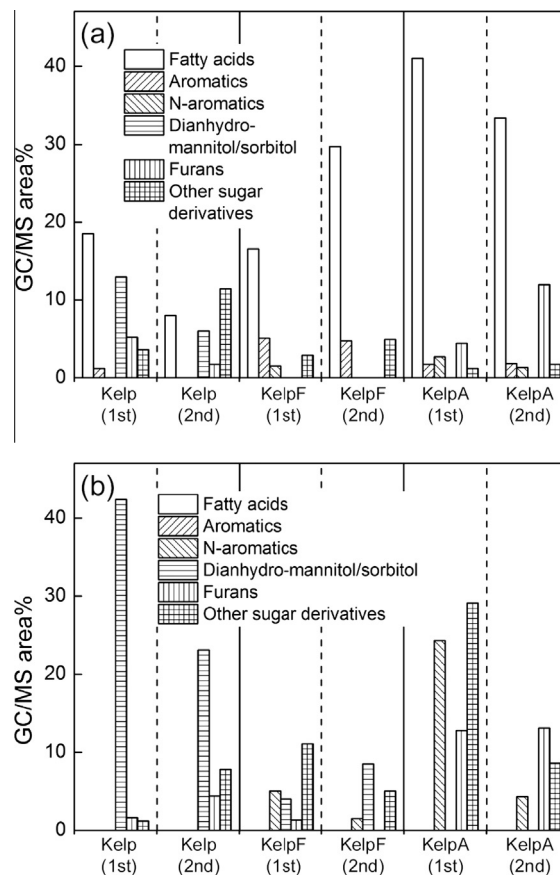 (a)
Fatty acids
Aromatics
N-aromatics
Dianhydro-
mannitol/sorbitol
Furans
Other sugar
derivatives
GC/MS area%
40
30
20
10
0
Kelp Kelp KelpF KelpF KelpA KelpA
(1st) (2nd) (1st) (2nd) (1st) (2nd)
(b)
Fatty acids
Aromatics
N-aromatics
Dianhydro-mannitol/sorbitol
Furans
Other sugar derivatives
GC/MS area%
40
30
20
10
0
Kelp Kelp KelpF KelpF KelpA KelpA
(1st) (2nd) (1st) (2nd) (1st) (2nd)